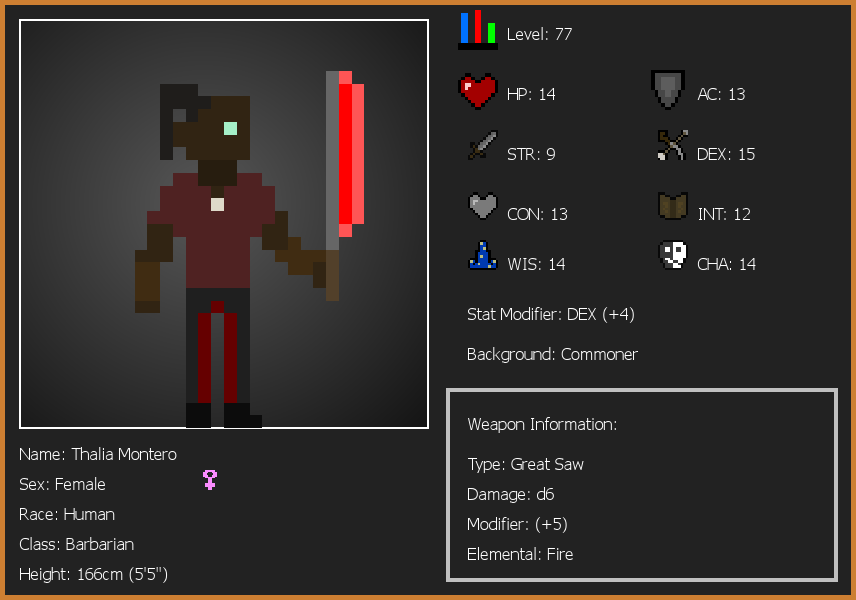 Level: 77
HP: 14
AC: 13
STR: 9
DEX: 15
CON: 13
INT: 12
WIS: 14
CHA: 14
Stat Modifier: DEX (+4)
Background: Commoner
Weapon Information:
Type: Great Saw
Damage: d6
Modifier: (+5)
Elemental: Fire
Name: Thalia Montero
Sex: Female
Race: Human
Class: Barbarian
Height: 166cm (5'5")